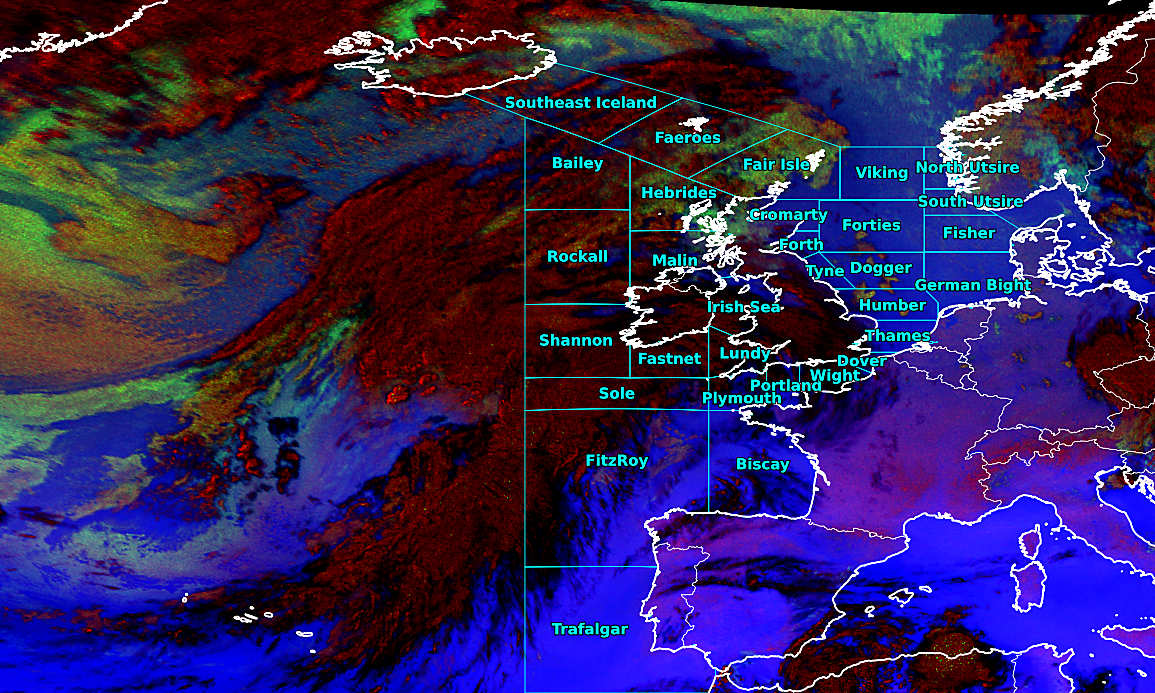 Southeast Iceland
Faeroes
Bailey
Fair Isle
Viking
North Utsire
Hebrides
South Utsire
Cromarty
Forties
Fisher
Forth
Rockall
Malin
Tyne
Dogger
German Bight
Irish Sea
Humber
Shannon
Thames
Fastnet
Lundy
Dover
Wight
Portland
Sole
Plymouth
FitzRoy
Biscay
Trafalgar